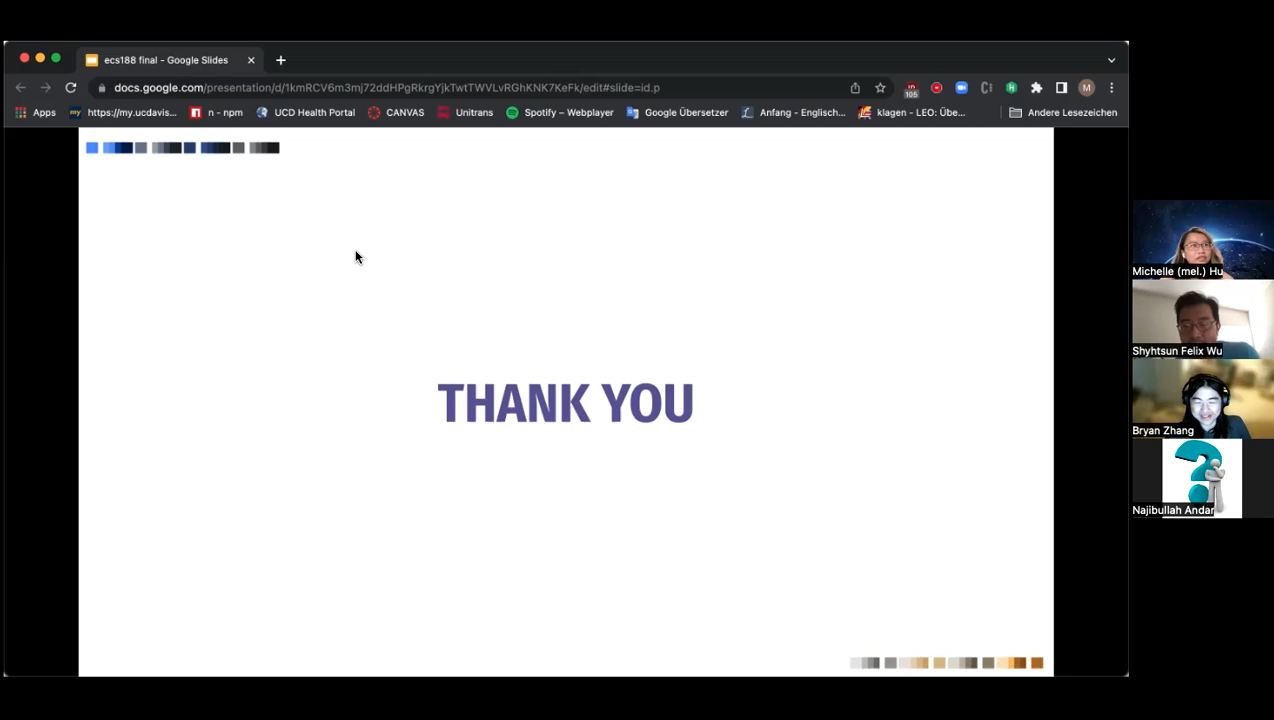 ecs188 final - Google Slides
docs.google.com/presentation/d/1kmRCV6m3mj72ddHPgRkrgYjkTwtTWVLvRGhKNK7KeFk/edit#slide=id.p
105
M
Apps
my
https://my.ucdavis...
n
n - npm
UCD Health Portal
CANVAS
Unitrans
Spotify – Webplayer
Google Übersetzer
Anfang - Englisch...
klagen - LEO: Übe...
Andere Lesezeichen
THANK YOU
Michelle (mel.) Hu
Shyhtsun Felix Wu
Bryan Zhang
?
Najibullah Andar